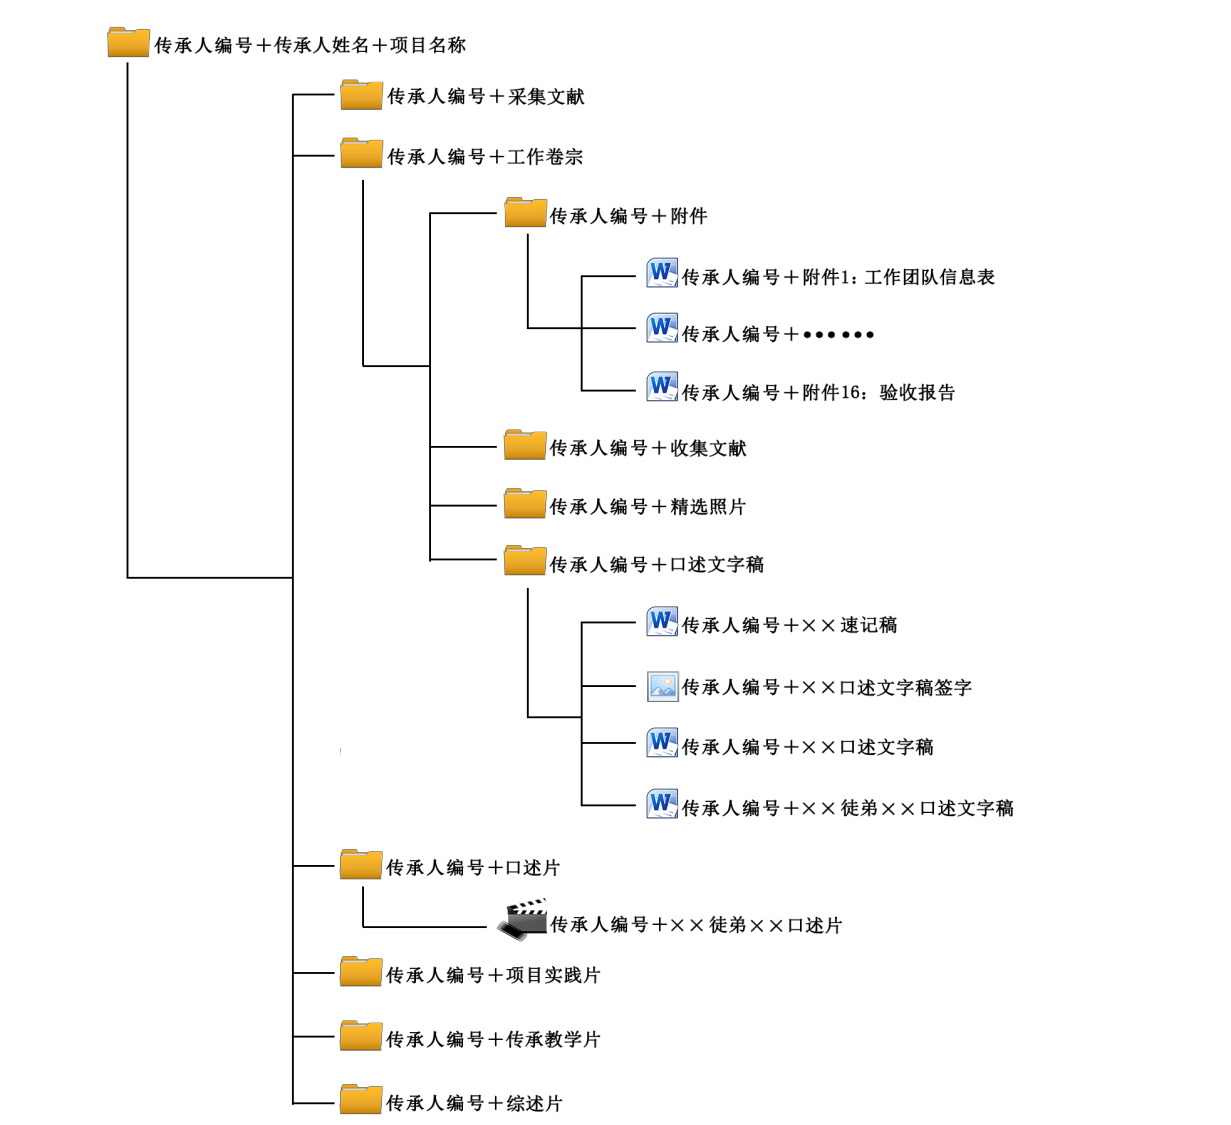 传承人编号＋传承人姓名＋项目名称
传承人编号＋采集文献
传承人编号＋工作卷宗
传承人编号＋附件
传承人编号＋附件1：工作团队信息表
传承人编号＋●●●●●●
传承人编号＋附件16：验收报告
传承人编号＋收集文献
传承人编号＋精选照片
传承人编号＋口述文字稿
传承人编号＋××速记稿
传承人编号＋××口述文字稿签字
传承人编号＋××口述文字稿
传承人编号＋××徒弟××口述文字稿
传承人编号＋口述片
传承人编号＋××徒弟××口述片
传承人编号＋项目实践片
传承人编号＋传承教学片
传承人编号＋综述片